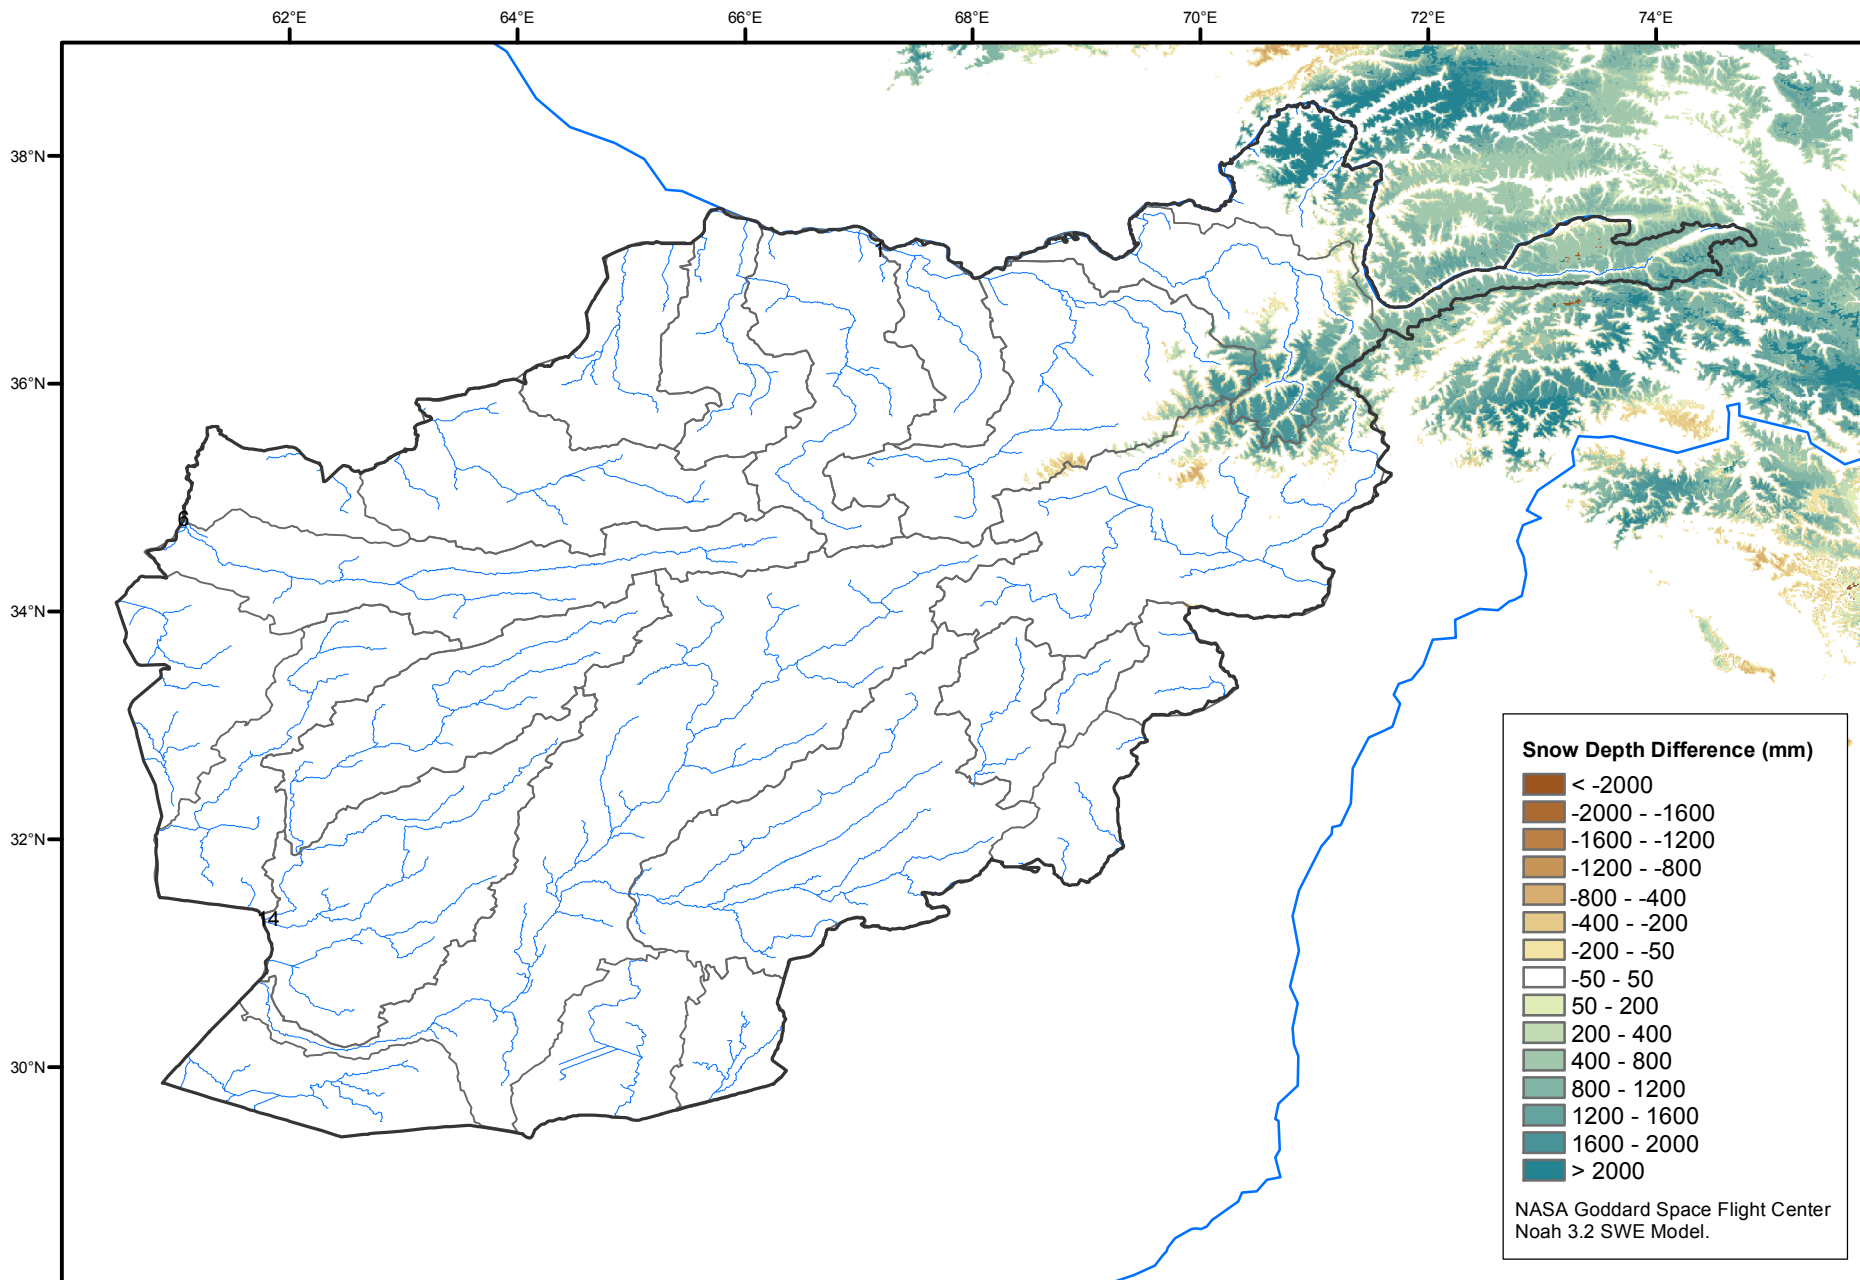 62°E 64°E 66°E 68°E 70°E 72°E 74°E
38°N
1
36°N
6
34°N
32°N
14
30°N
Snow Depth Difference (mm)
< -2000
-2000 - -1600
-1600 - -1200
-1200 - -800
-800 - -400
-400 - -200
-200 - -50
-50 - 50
50 - 200
200 - 400
400 - 800
800 - 1200
1200 - 1600
1600 - 2000
> 2000
NASA Goddard Space Flight Center
Noah 3.2 SWE Model.